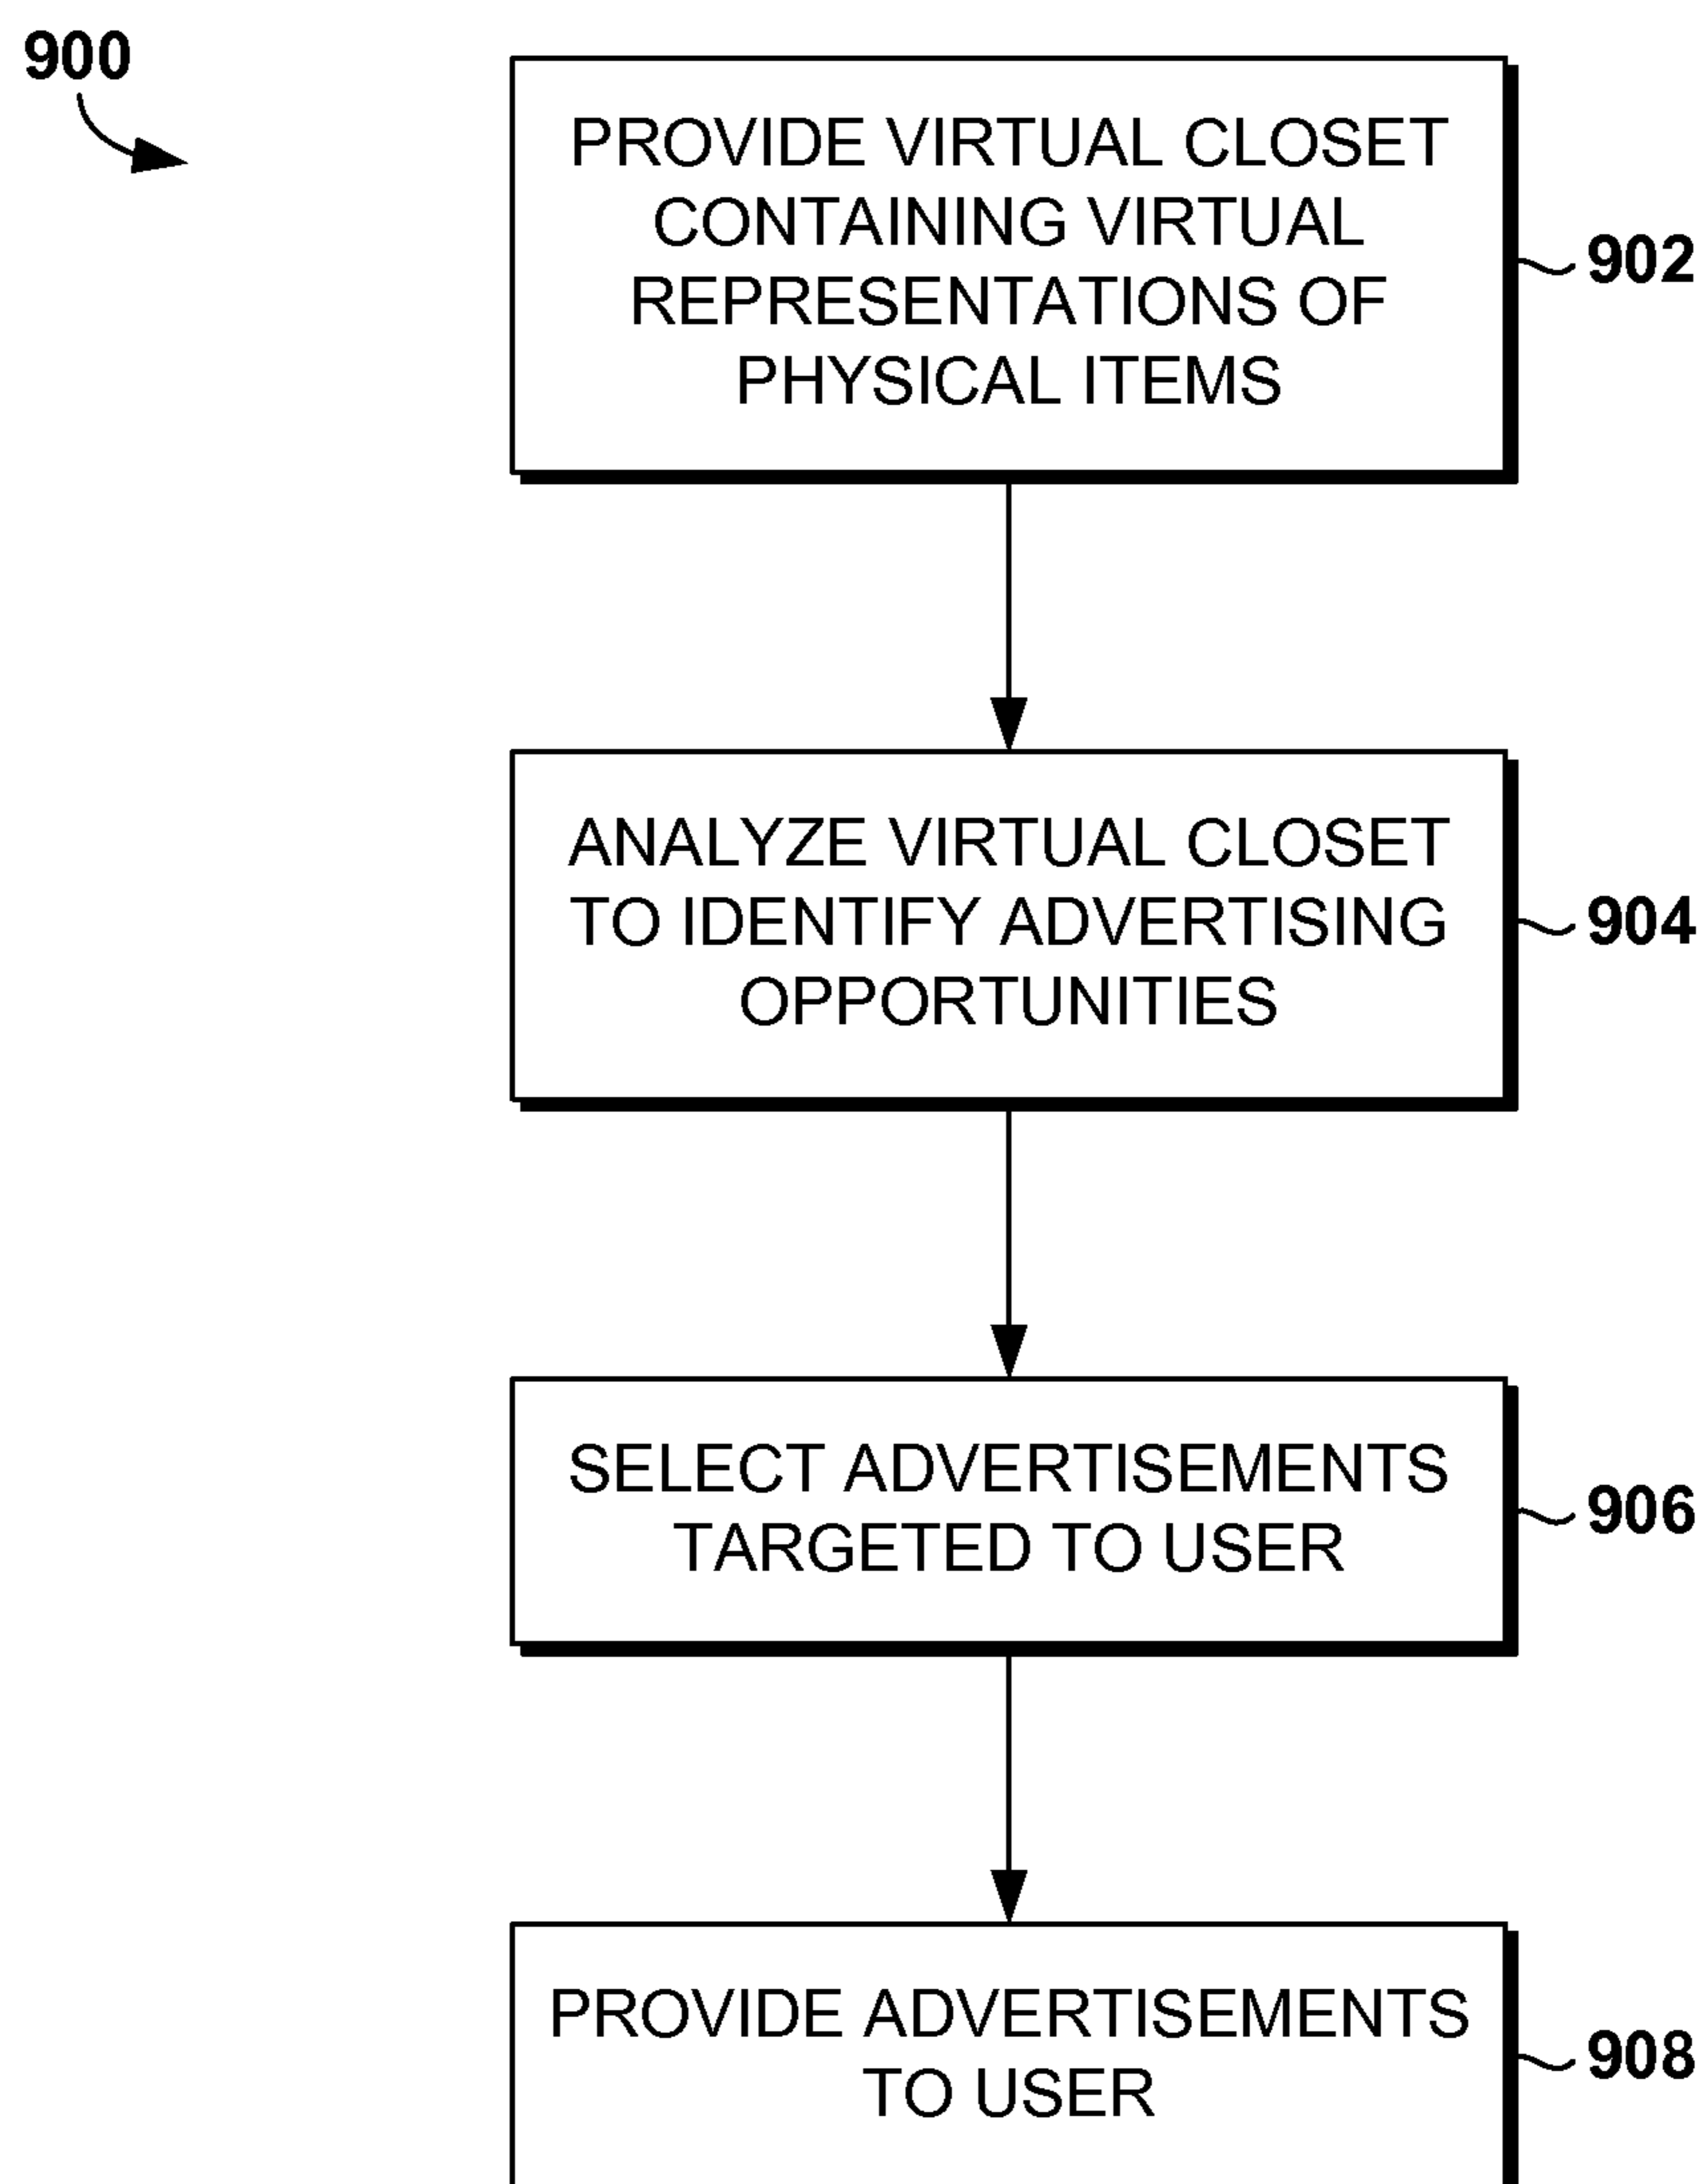 900
PROVIDE VIRTUAL CLOSET
CONTAINING VIRTUAL
REPRESENTATIONS OF
PHYSICAL ITEMS
902
ANALYZE VIRTUAL CLOSET
TO IDENTIFY ADVERTISING
OPPORTUNITIES
904
SELECT ADVERTISEMENTS
TARGETED TO USER
906
PROVIDE ADVERTISEMENTS
TO USER
908